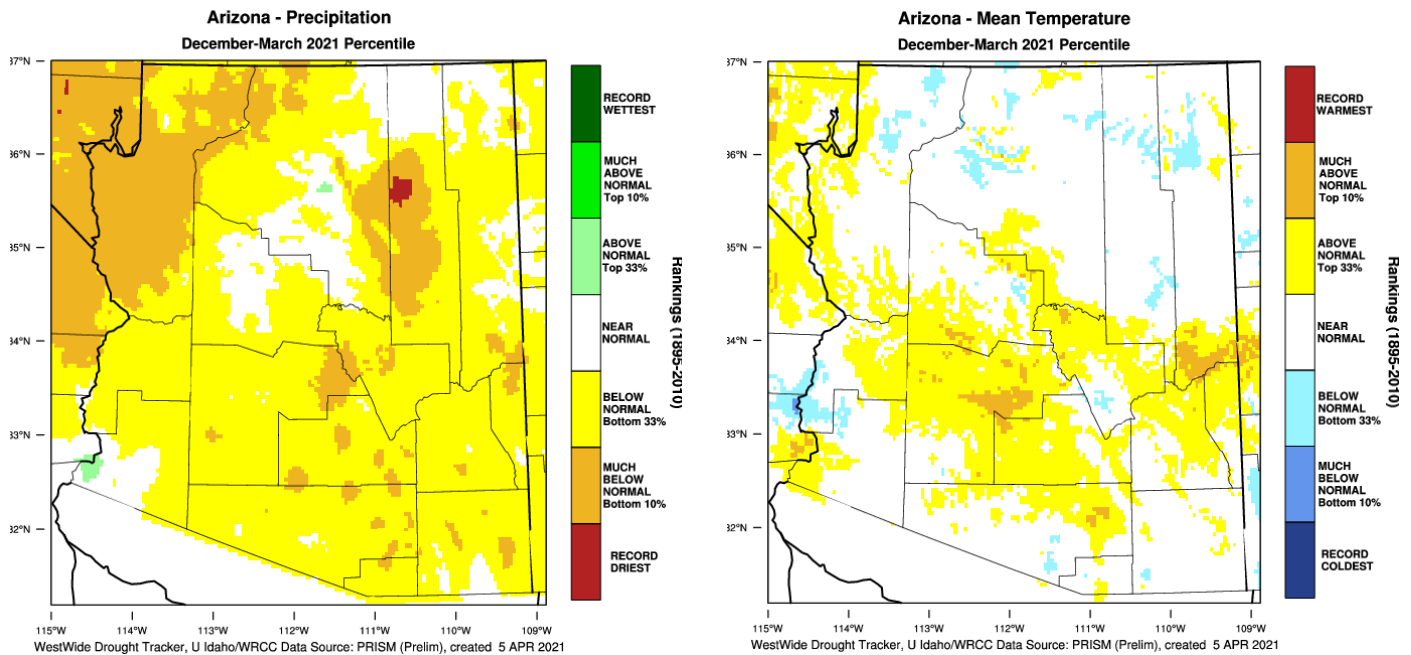 Arizona - Precipitation
December-March 2021 Percentile
37°N
36°N
35°N
34°N
33°N
32°N
115°W 114°W 113°W 112°W 111°W 110°W 109°W
RECORD
WETTEST
MUCH
ABOVE
NORMAL
Top 10%
ABOVE
NORMAL
Top 33%
NEAR
NORMAL
BELOW
NORMAL
Bottom 33%
MUCH
BELOW
NORMAL
Bottom 10%
RECORD
DRIEST
Rankings (1895-2010)
WestWide Drought Tracker, U Idaho/WRCC Data Source: PRISM (Prelim), created 5 APR 2021
Arizona - Mean Temperature
December-March 2021 Percentile
37°N
36°N
35°N
34°N
33°N
32°N
115°W 114°W 113°W 112°W 111°W 110°W 109°W
RECORD
WARMEST
MUCH
ABOVE
NORMAL
Top 10%
ABOVE
NORMAL
Top 33%
NEAR
NORMAL
BELOW
NORMAL
Bottom 33%
MUCH
BELOW
NORMAL
Bottom 10%
RECORD
COLDEST
Rankings (1895-2010)
WestWide Drought Tracker, U Idaho/WRCC Data Source: PRISM (Prelim), created 5 APR 2021